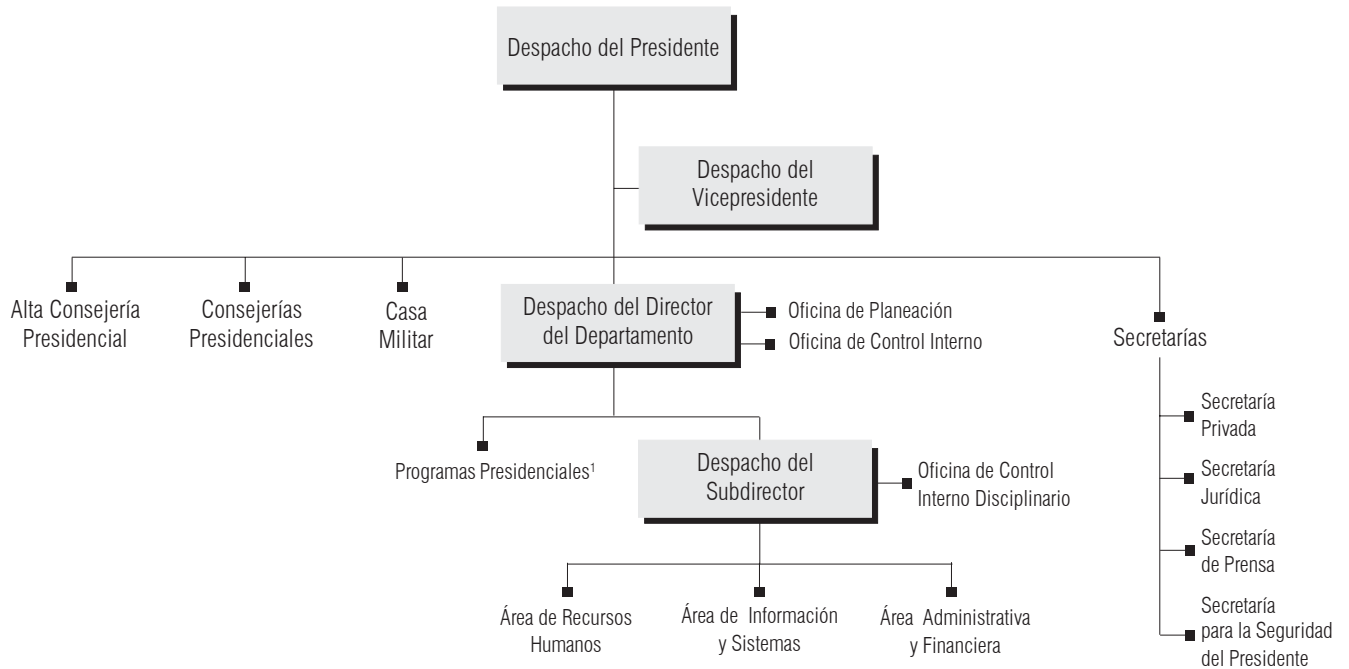 Despacho del Presidente
Despacho del
Vicepresidente
Alta Consejería
Presidencial
Consejerías
Presidenciales
Casa
Militar
Despacho del Director
del Departamento
Oficina de Planeación
Oficina de Control Interno
Secretarías
Secretaría
Privada
Secretaría
Jurídica
Secretaría
de Prensa
Secretaría
para la Seguridad
del Presidente
Programas Presidenciales¹
Despacho del
Subdirector
Oficina de Control
Interno Disciplinario
Área de Recursos
Humanos
Área de Información
y Sistemas
Área Administrativa
y Financiera